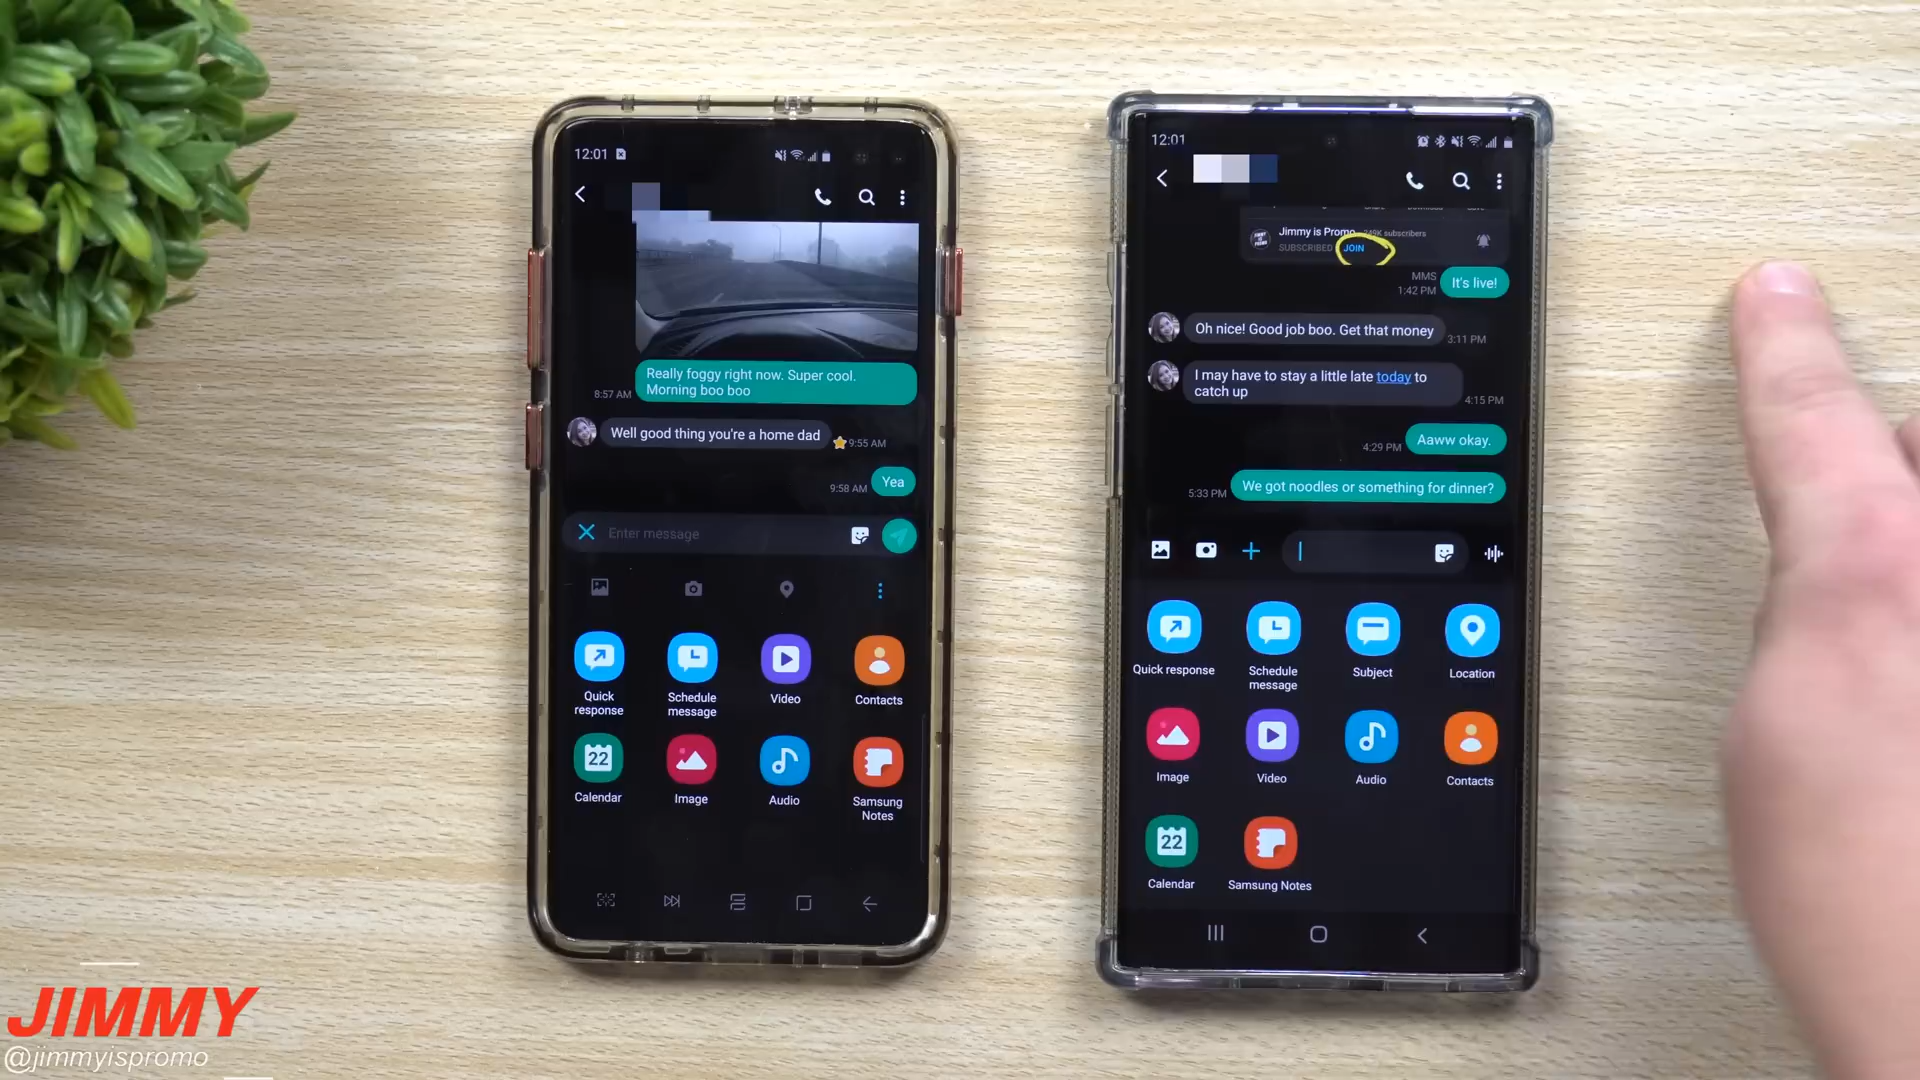 12:01
Really foggy right now. Super cool.
Morning boo boo
8:57 AM
Well good thing you're a home dad
9:55 AM
Yea
9:58 AM
Enter message
Quick response
Schedule message
Video
Contacts
22
Calendar
Image
Audio
Samsung Notes
12:01
Jimmy is Promo 249K subscribers
SUBSCRIBED JOIN
MMS
1:42 PM
It's live!
Oh nice! Good job boo. Get that money
3:11 PM
I may have to stay a little late today to
catch up
4:15 PM
Aaww okay.
4:29 PM
We got noodles or something for dinner?
5:33 PM
Quick response
Schedule message
Subject
Location
Image
Video
Audio
Contacts
22
Calendar
Samsung Notes
JIMMY
@jimmyispromo